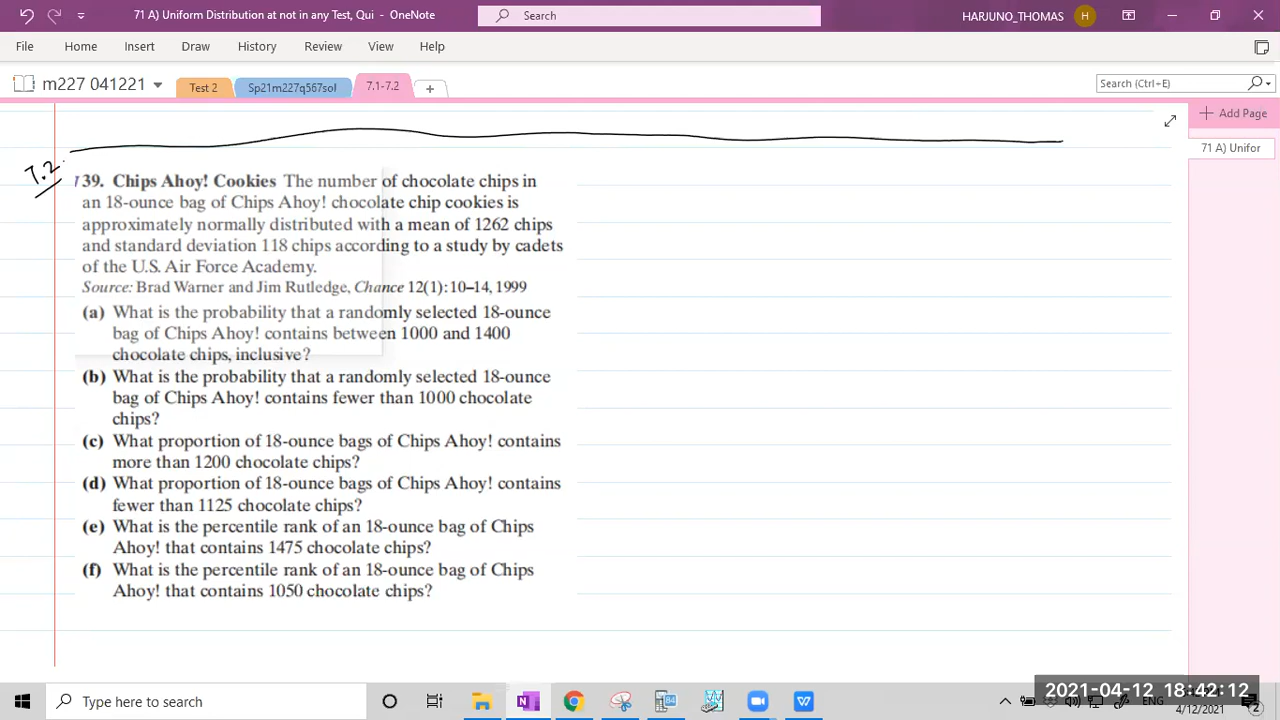 71 A) Uniform Distribution at not in any Test, Qui - OneNote
Search
HARJUNO_THOMAS
H
File Home Insert Draw History Review View Help
m227 041221
Test 2
Sp21m227q567sol
7.1-7.2
Search (Ctrl+E)
Add Page
71 A) Unifor
7.2.
39. Chips Ahoy! Cookies The number of chocolate chips in
an 18-ounce bag of Chips Ahoy! chocolate chip cookies is
approximately normally distributed with a mean of 1262 chips
and standard deviation 118 chips according to a study by cadets
of the U.S. Air Force Academy.
Source: Brad Warner and Jim Rutledge, Chance 12(1): 10–14, 1999
(a) What is the probability that a randomly selected 18-ounce
bag of Chips Ahoy! contains between 1000 and 1400
chocolate chips, inclusive?
(b) What is the probability that a randomly selected 18-ounce
bag of Chips Ahoy! contains fewer than 1000 chocolate
chips?
(c) What proportion of 18-ounce bags of Chips Ahoy! contains
more than 1200 chocolate chips?
(d) What proportion of 18-ounce bags of Chips Ahoy! contains
fewer than 1125 chocolate chips?
(e) What is the percentile rank of an 18-ounce bag of Chips
Ahoy! that contains 1475 chocolate chips?
(f) What is the percentile rank of an 18-ounce bag of Chips
Ahoy! that contains 1050 chocolate chips?
Type here to search
2021-04-12 18:42:12
4/12/2021